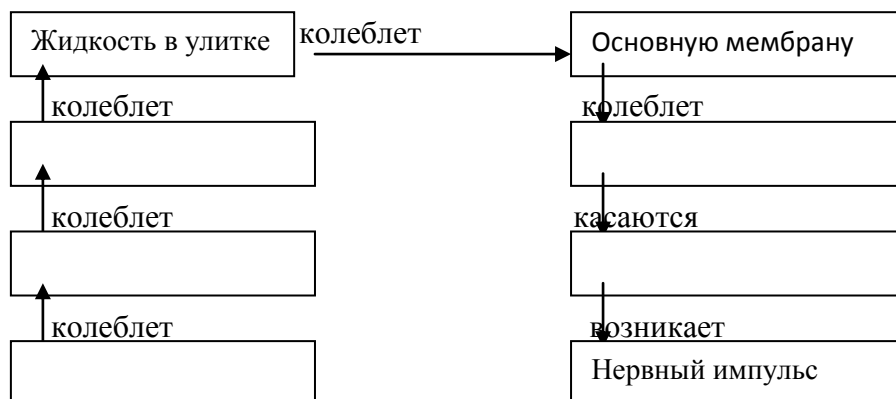 Жидкость в улитке
колеблет
Основную мембрану
колеблет
колеблет
колеблет
касаются
колеблет
возникает
Нервный импульс